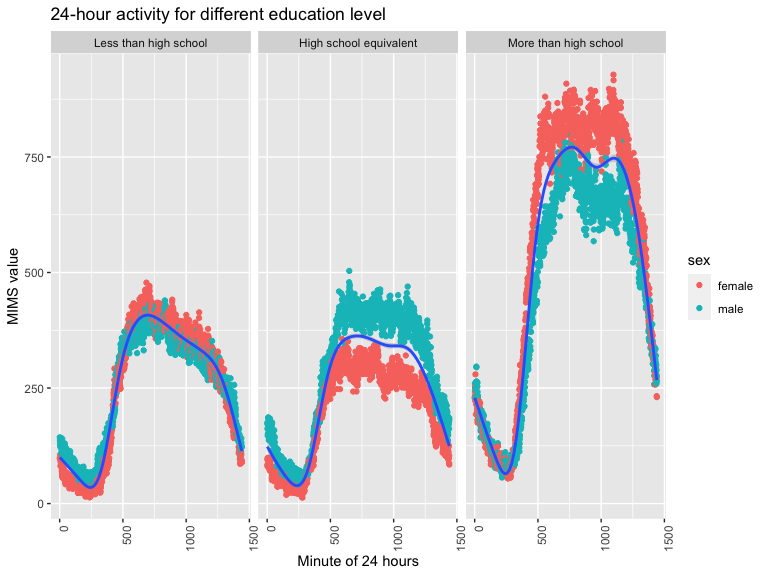 24-hour activity for different education level
Less than high school
High school equivalent
More than high school
MIMS value
750
500
250
0
0
500
1000
1500
0
500
1000
1500
0
500
1000
1500
Minute of 24 hours
sex
female
male